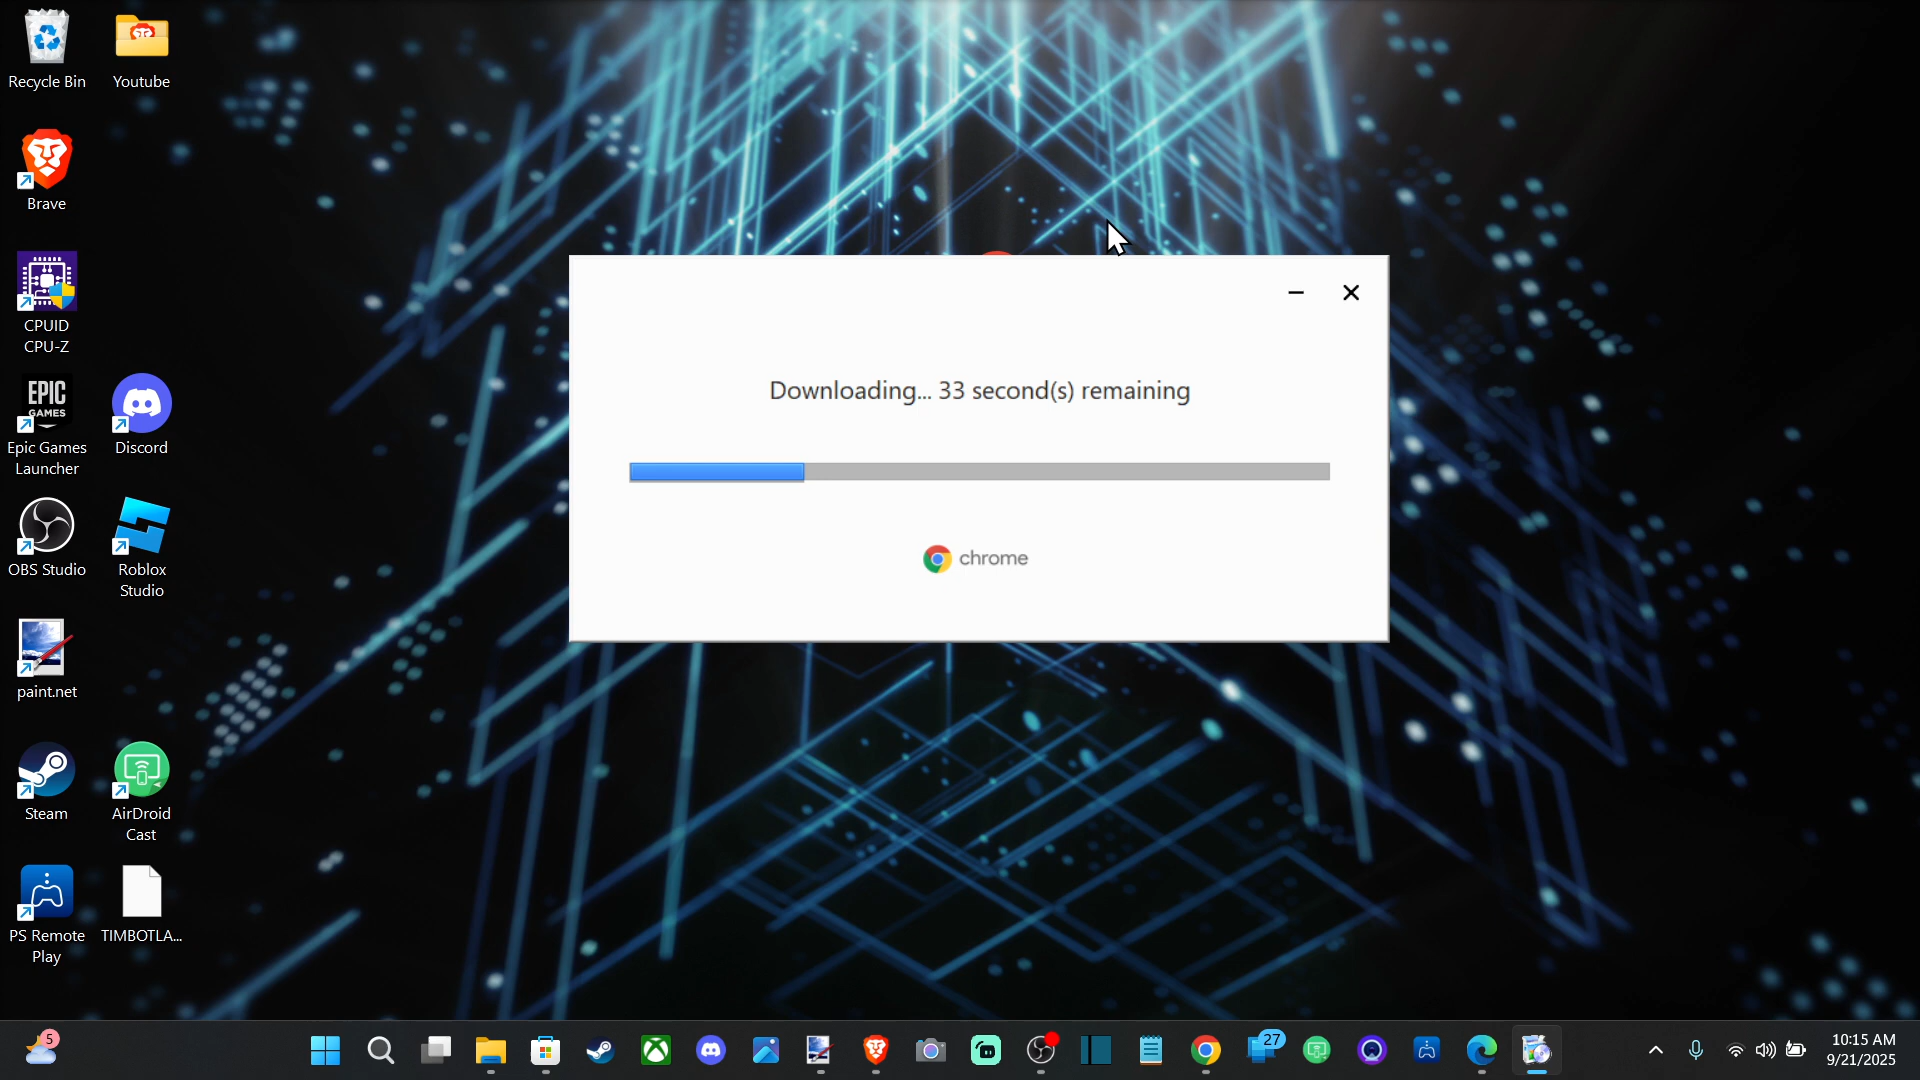 Recycle Bin
Youtube
Brave
CPUID
CPU-Z
EPIC
GAMES
Epic Games
Launcher
Discord
OBS Studio
Roblox
Studio
paint.net
Steam
AirDroid
Cast
PS Remote
Play
TIMBOTLA...
Downloading... 33 second(s) remaining
chrome
5
27
10:15 AM
9/21/2025